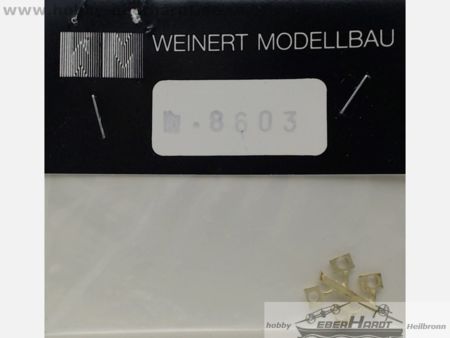 WEINERT MODELLBAU
8603
hobby EBERHARDT Heilbronn